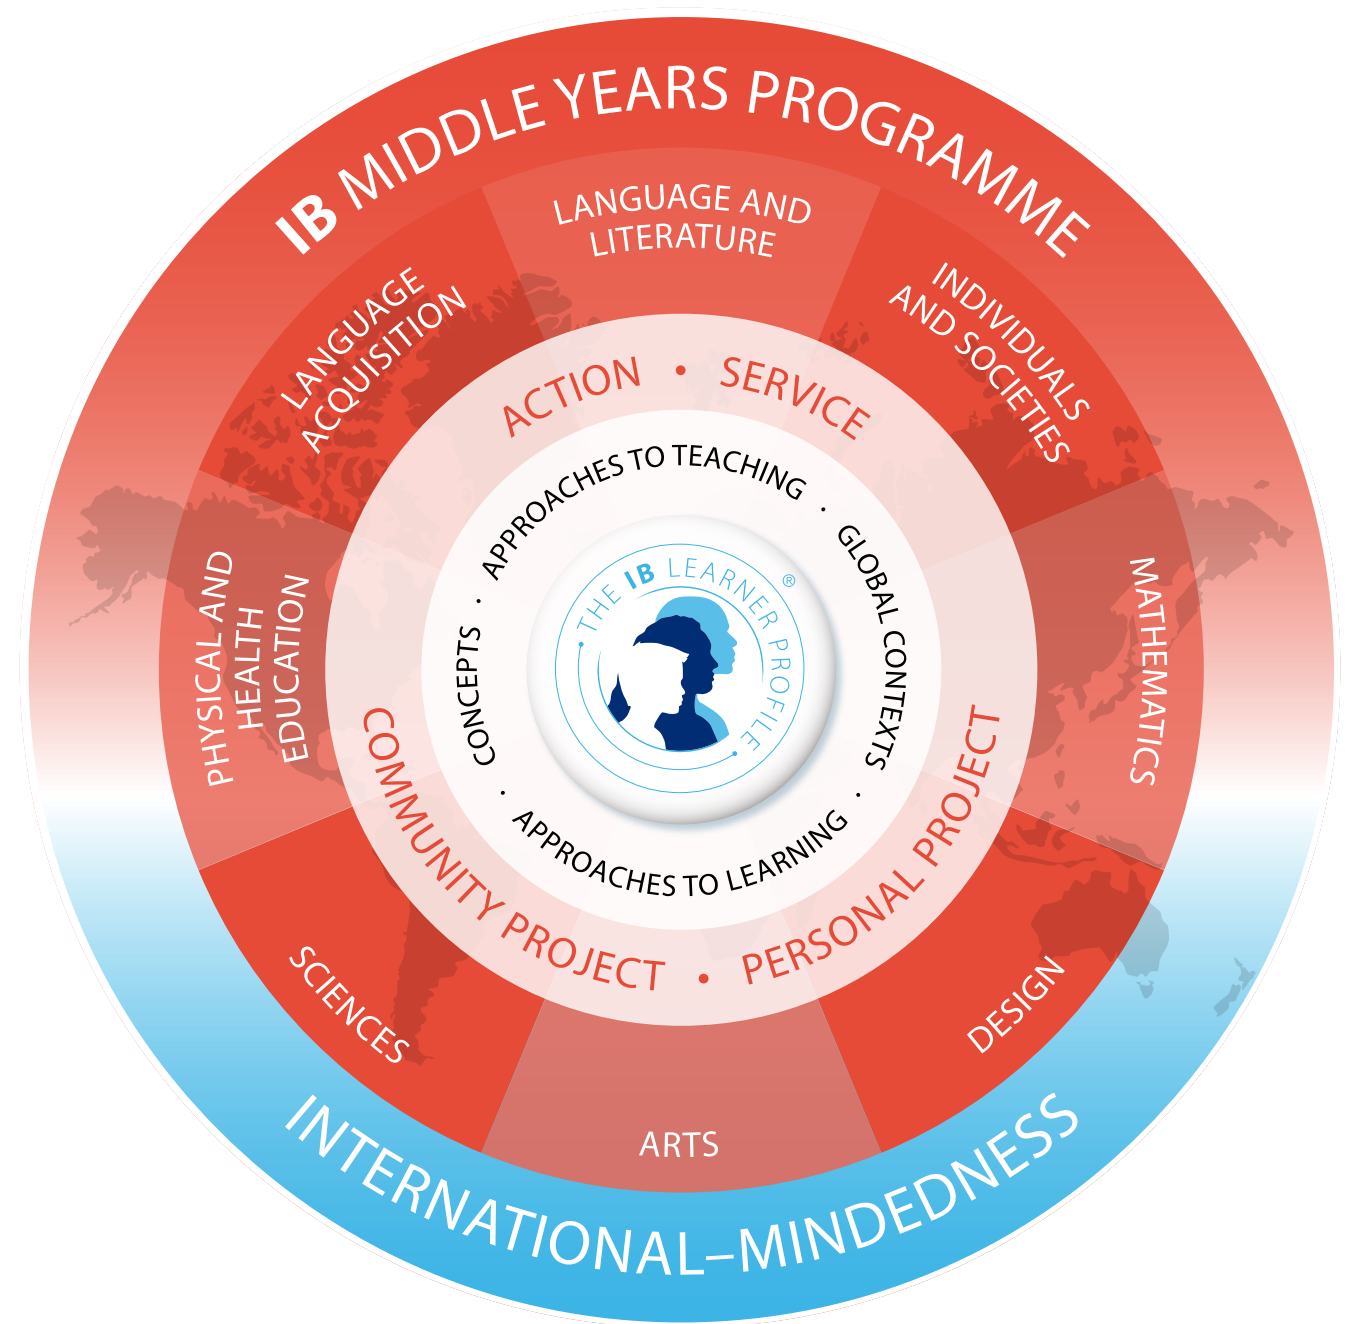 IB MIDDLE YEARS PROGRAMME
LANGUAGE AND
LITERATURE
INDIVIDUALS
AND SOCIETIES
MATHEMATICS
DESIGN
ARTS
SCIENCES
PHYSICAL AND
HEALTH
EDUCATION
LANGUAGE
ACQUISITION
ACTION • SERVICE
PERSONAL PROJECT
• COMMUNITY PROJECT
APPROACHES TO TEACHING ·
GLOBAL CONTEXTS ·
APPROACHES TO LEARNING ·
CONCEPTS ·
• THE IB LEARNER PROFILE •
®
INTERNATIONAL–MINDEDNESS